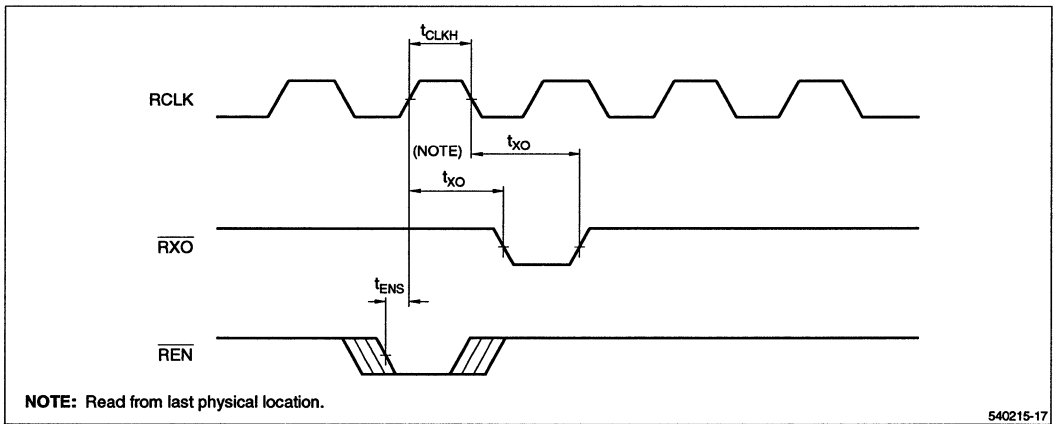 tCLKH
RCLK
(NOTE)
tXO
tXO
RXO
tENS
REN
NOTE: Read from last physical location.
540215-17